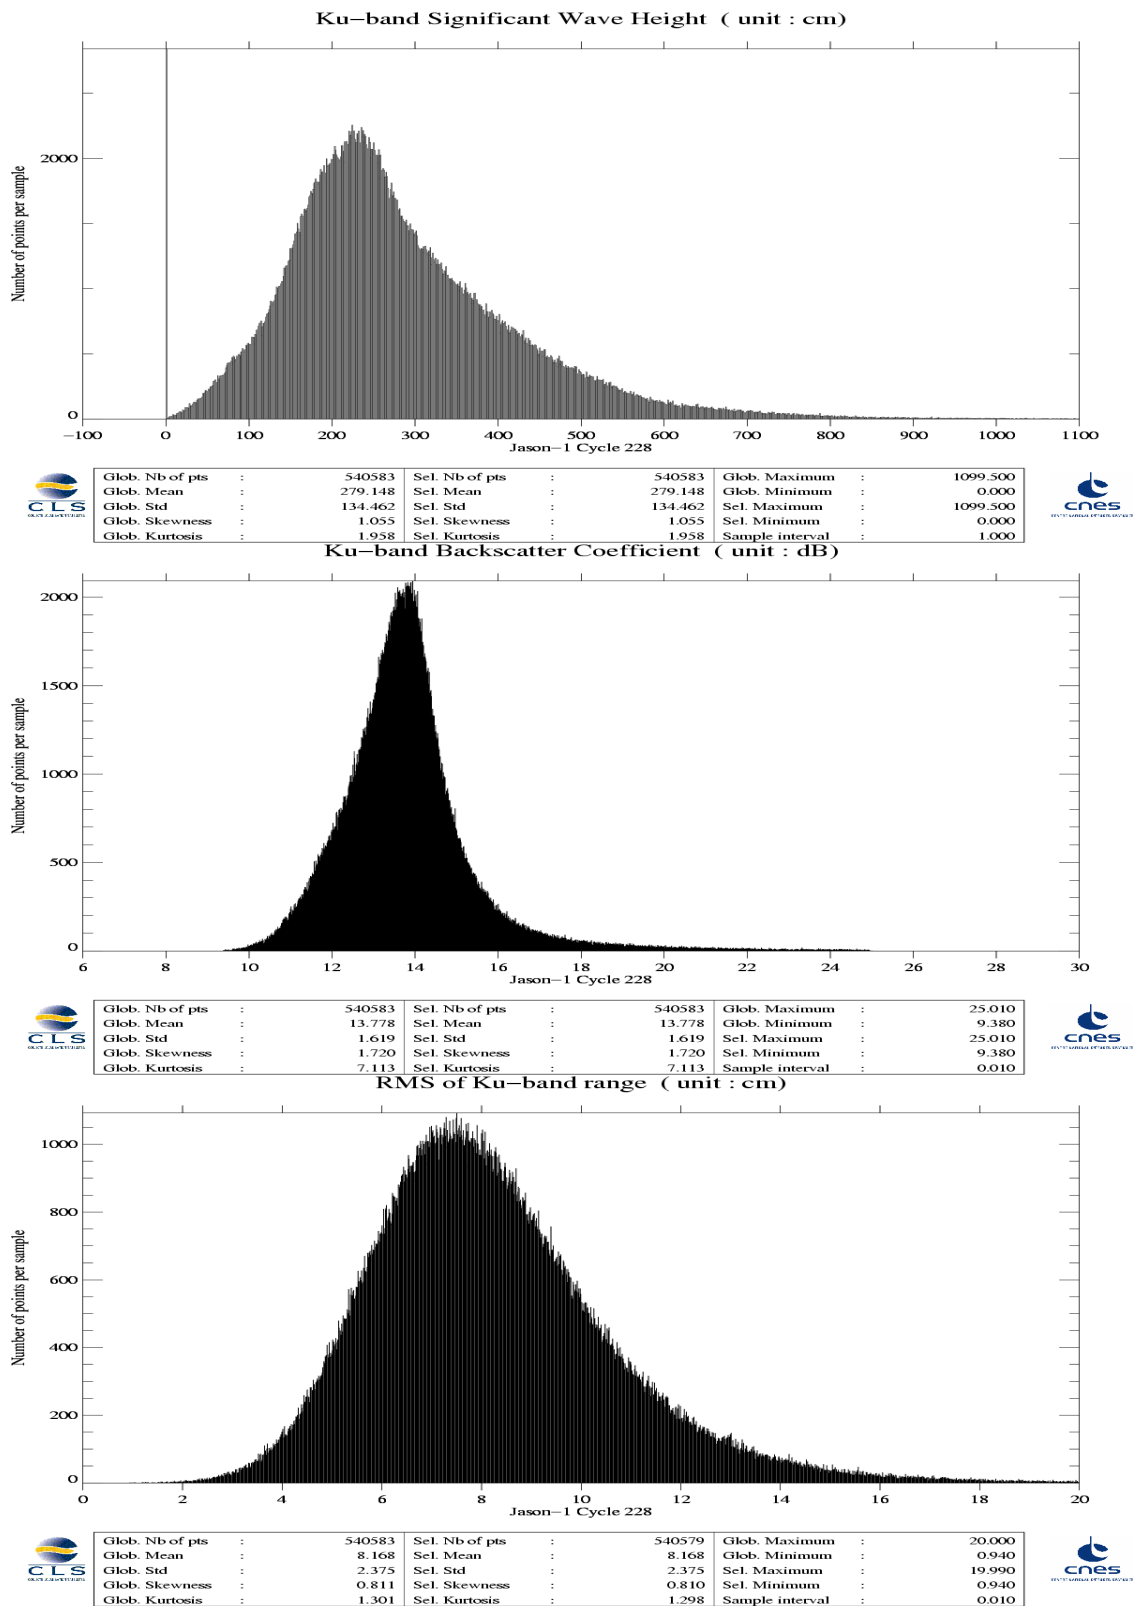 Ku−band Significant Wave Height ( unit : cm)
Number of points per sample
2000
0
−100 0 100 200 300 400 500 600 700 800 900 1000 1100
Jason−1 Cycle 228
CLS
Glob. Nb of pts : 540583 Sel. Nb of pts : 540583 Glob. Maximum : 1099.500
Glob. Mean : 279.148 Sel. Mean : 279.148 Glob. Minimum : 0.000
Glob. Std : 134.462 Sel. Std : 134.462 Sel. Maximum : 1099.500
Glob. Skewness : 1.055 Sel. Skewness : 1.055 Sel. Minimum : 0.000
Glob. Kurtosis : 1.958 Sel. Kurtosis : 1.958 Sample interval : 1.000
cnes
Ku−band Backscatter Coefficient ( unit : dB)
Number of points per sample
2000
1500
1000
500
0
6 8 10 12 14 16 18 20 22 24 26 28 30
Jason−1 Cycle 228
CLS
Glob. Nb of pts : 540583 Sel. Nb of pts : 540583 Glob. Maximum : 25.010
Glob. Mean : 13.778 Sel. Mean : 13.778 Glob. Minimum : 9.380
Glob. Std : 1.619 Sel. Std : 1.619 Sel. Maximum : 25.010
Glob. Skewness : 1.720 Sel. Skewness : 1.720 Sel. Minimum : 9.380
Glob. Kurtosis : 7.113 Sel. Kurtosis : 7.113 Sample interval : 0.010
cnes
RMS of Ku−band range ( unit : cm)
Number of points per sample
1000
800
600
400
200
0
0 2 4 6 8 10 12 14 16 18 20
Jason−1 Cycle 228
CLS
Glob. Nb of pts : 540583 Sel. Nb of pts : 540579 Glob. Maximum : 20.000
Glob. Mean : 8.168 Sel. Mean : 8.168 Glob. Minimum : 0.940
Glob. Std : 2.375 Sel. Std : 2.375 Sel. Maximum : 19.990
Glob. Skewness : 0.811 Sel. Skewness : 0.810 Sel. Minimum : 0.940
Glob. Kurtosis : 1.301 Sel. Kurtosis : 1.298 Sample interval : 0.010
cnes